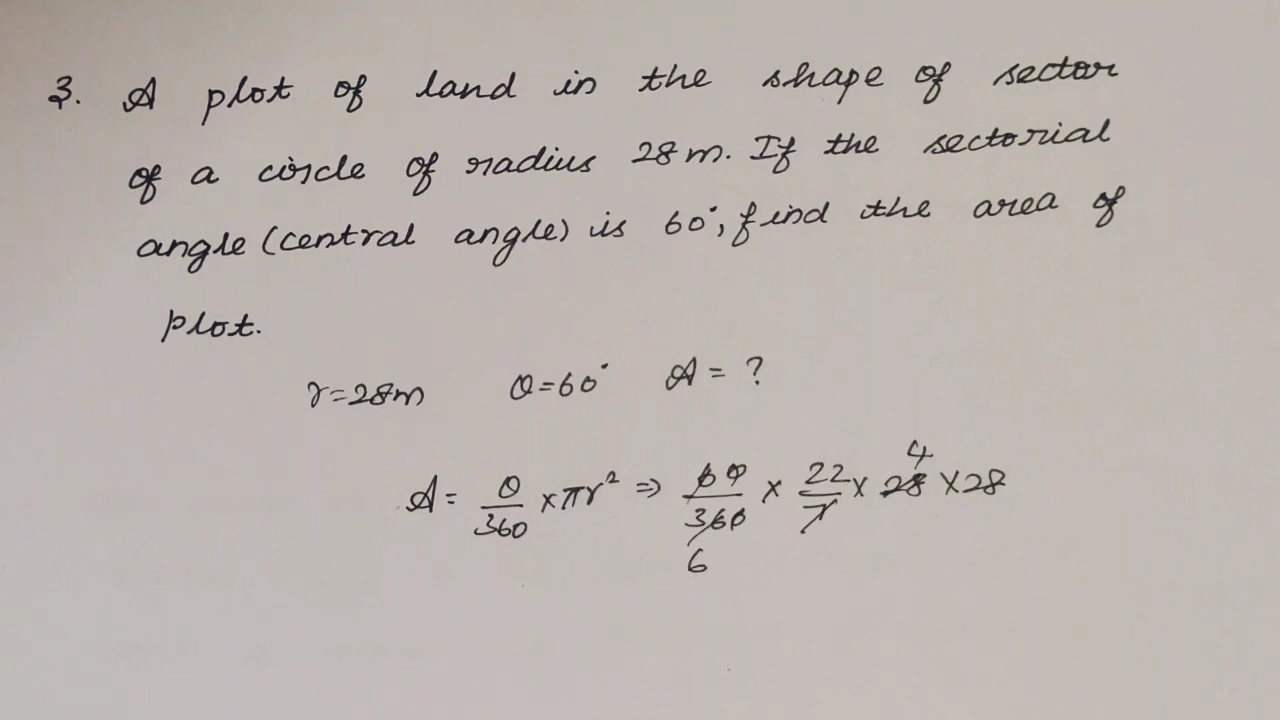 3. A plot of land in the shape of sector
of a circle of radius 28m. If the sectorial
angle (central angle) is 60°, find the area of
plot.
r=28m θ=60° A = ?
A = θ/360 × πr² ⇒ 60/360 × 22/7 × 28 × 28
4
6